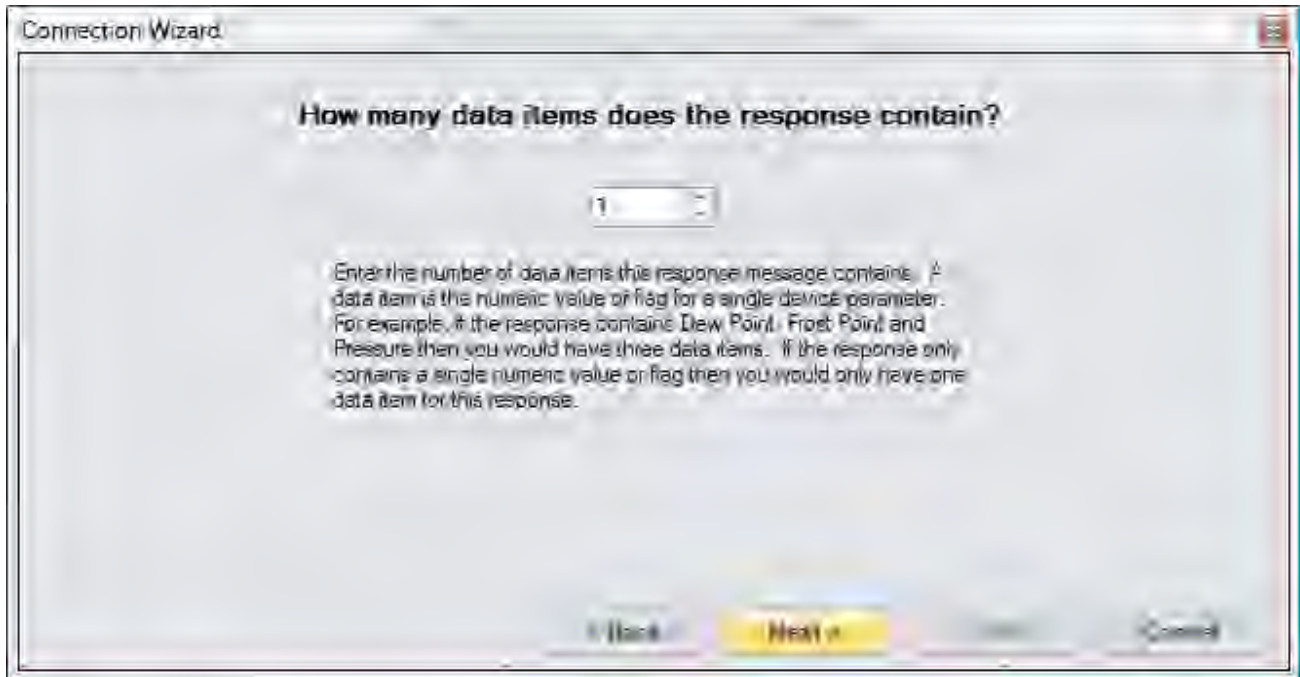 Connection Wizard
How many data items does the response contain?
1
Enter the number of data items this response message contains. A
data item is the numeric value or flag for a single device parameter.
For example, if the response contains Dew Point, Frost Point and
Pressure then you would have three data items. If the response only
contains a single numeric value or flag then you would only have one
data item for this response.
< Back
Next >
Cancel